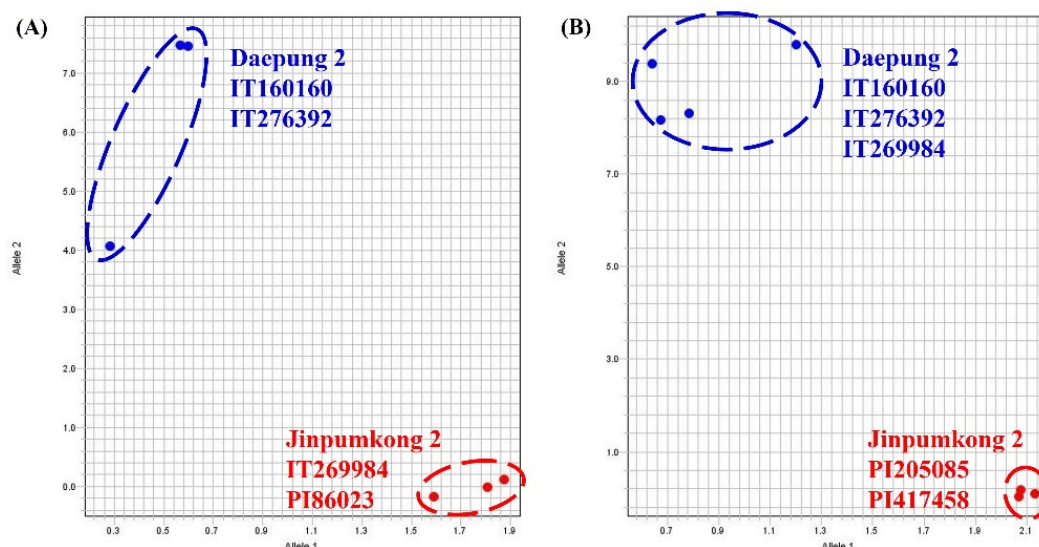 (A)
Daepung 2
IT160160
IT276392
7.0
6.0
5.0
4.0
3.0
2.0
1.0
0.0
Allele 2
Jinpumkong 2
IT269984
PI86023
0.3 0.5 0.7 0.9 1.1 1.3 1.5 1.7 1.9
Allele 1
(B)
Daepung 2
IT160160
IT276392
IT269984
9.0
7.0
5.0
3.0
1.0
Allele 2
Jinpumkong 2
PI205085
PI417458
0.7 0.9 1.1 1.3 1.5 1.7 1.9 2.1
Allele 1